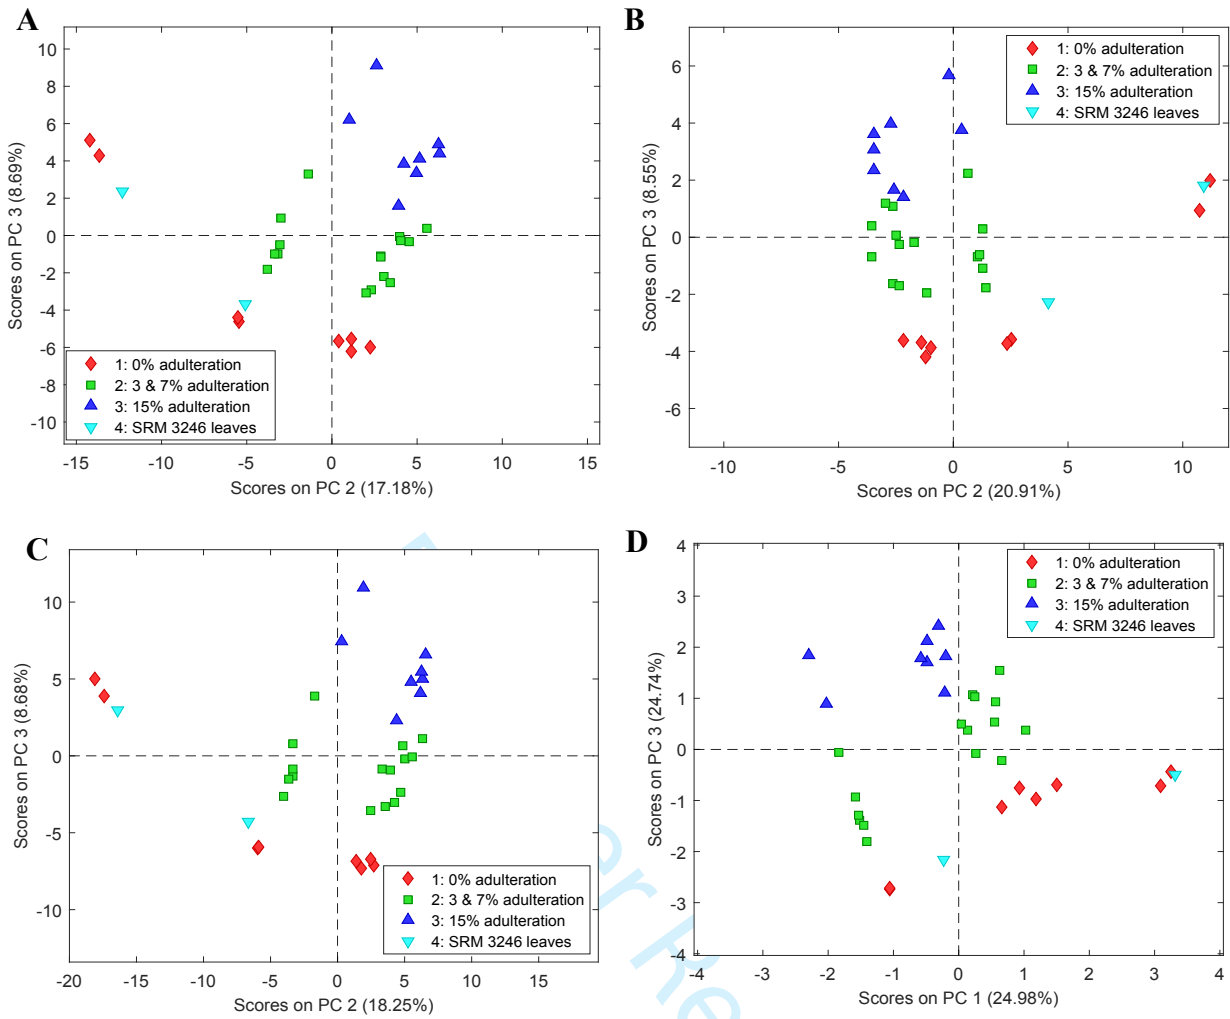 A
10
8
6
4
2
0
-2
-4
-6
-8
-10
Scores on PC 3 (8.69%)
1: 0% adulteration
2: 3 & 7% adulteration
3: 15% adulteration
4: SRM 3246 leaves
-15 -10 -5 0 5 10 15
Scores on PC 2 (17.18%)
B
6
4
2
0
-2
-4
-6
Scores on PC 3 (8.55%)
1: 0% adulteration
2: 3 & 7% adulteration
3: 15% adulteration
4: SRM 3246 leaves
-10 -5 0 5 10
Scores on PC 2 (20.91%)
C
10
5
0
-5
-10
Scores on PC 3 (8.68%)
1: 0% adulteration
2: 3 & 7% adulteration
3: 15% adulteration
4: SRM 3246 leaves
-20 -15 -10 -5 0 5 10 15
Scores on PC 2 (18.25%)
D
4
3
2
1
0
-1
-2
-3
-4
Scores on PC 3 (24.74%)
1: 0% adulteration
2: 3 & 7% adulteration
3: 15% adulteration
4: SRM 3246 leaves
-4 -3 -2 -1 0 1 2 3 4
Scores on PC 1 (24.98%)